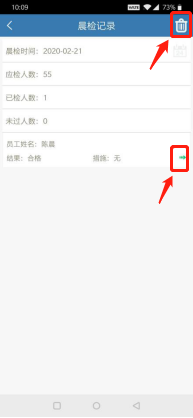 10:09
73%
晨检记录
晨检时间：2020-02-21
应检人数：55
已检人数：1
未过人数：0
员工姓名：陈晨
结果：合格 措施：无